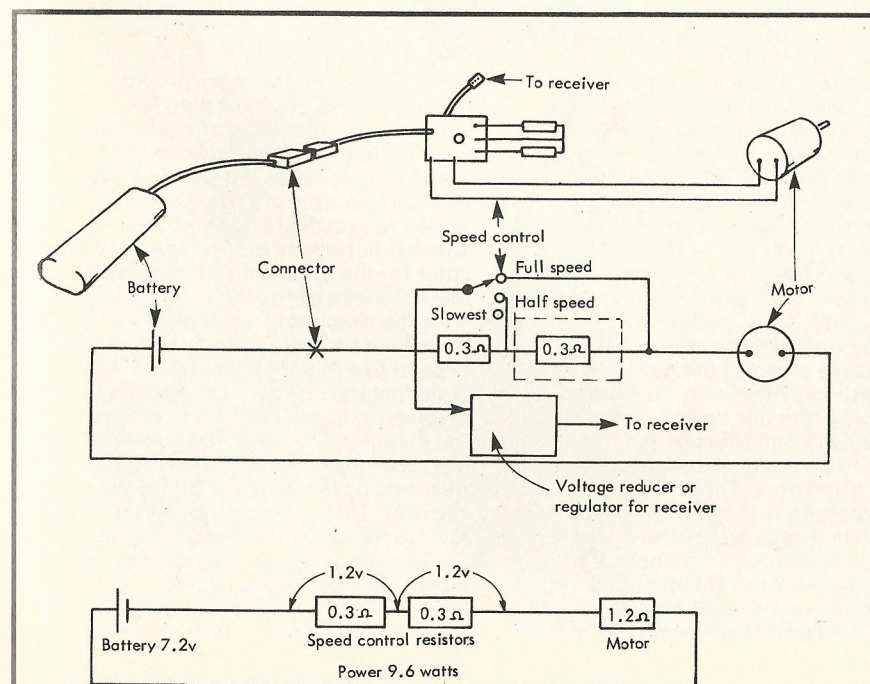 To receiver
Speed control
Connector
Battery
Full speed
Motor
Slowest
Half speed
0.3Ω
0.3Ω
To receiver
Voltage reducer or
regulator for receiver
1.2v
1.2v
0.3Ω
0.3Ω
1.2Ω
Battery 7.2v
Speed control resistors
Motor
Power 9.6 watts